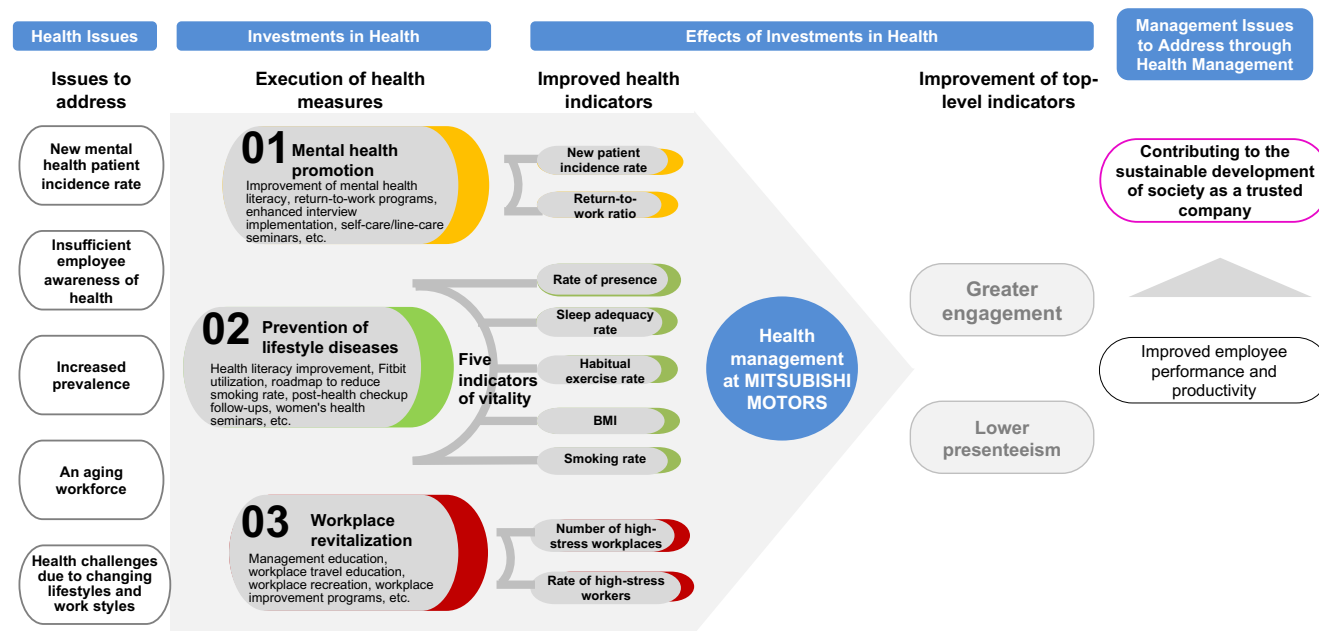 Health Issues
Investments in Health
Effects of Investments in Health
Management Issues
to Address through
Health Management
Issues to
address
Execution of health
measures
Improved health
indicators
Improvement of top-
level indicators
New mental
health patient
incidence rate
Insufficient
employee
awareness of
health
Increased
prevalence
An aging
workforce
Health challenges
due to changing
lifestyles and
work styles
01 Mental health
promotion
Improvement of mental health
literacy, return-to-work programs,
enhanced interview
implementation, self-care/line-care
seminars, etc.
02 Prevention of
lifestyle diseases
Health literacy improvement, Fitbit
utilization, roadmap to reduce
smoking rate, post-health checkup
follow-ups, women's health
seminars, etc.
03 Workplace
revitalization
Management education,
workplace travel education,
workplace recreation, workplace
improvement programs, etc.
Five
indicators
of vitality
New patient
incidence rate
Return-to-
work ratio
Rate of presence
Sleep adequacy
rate
Habitual
exercise rate
BMI
Smoking rate
Number of high-
stress workplaces
Rate of high-stress
workers
Health
management
at MITSUBISHI
MOTORS
Greater
engagement
Lower
presenteeism
Contributing to the
sustainable development
of society as a trusted
company
Improved employee
performance and
productivity